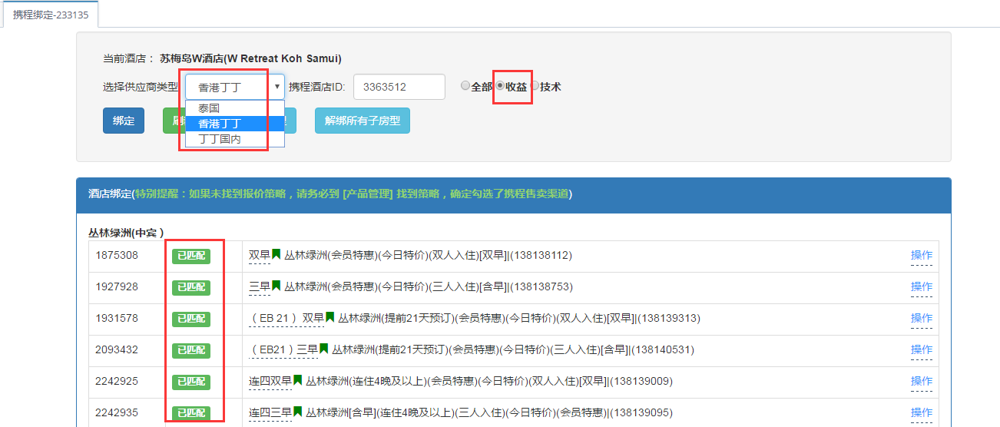 携程绑定-233135
当前酒店： 苏梅岛W酒店(W Retreat Koh Samui)
选择供应商类型 香港丁丁 携程酒店ID: 3363512 全部 收益 技术
泰国
香港丁丁
丁丁国内
绑定 解绑所有子房型
酒店绑定(特别提醒：如果未找到报价策略，请务必到 [产品管理] 找到策略，确定勾选了携程售卖渠道)
丛林绿洲(中宾 )
1875308 已匹配 双早 丛林绿洲(会员特惠)(今日特价)(双人入住)[双早]|(138138112) 操作
1927928 已匹配 三早 丛林绿洲(会员特惠)(今日特价)(三人入住)[含早]|(138138753) 操作
1931578 已匹配 （EB 21 ）双早 丛林绿洲(提前21天预订)(会员特惠)(今日特价)(双人入住)[双早]|(138139313) 操作
2093432 已匹配 （EB21）三早 丛林绿洲(提前21天预订)(会员特惠)(今日特价)(三人入住)[含早]|(138140531) 操作
2242925 已匹配 连四双早 丛林绿洲(连住4晚及以上)(会员特惠)(今日特价)(双人入住)[双早]|(138139009) 操作
2242935 已匹配 连四三早 丛林绿洲[含早](连住4晚及以上)(三人入住)(今日特价)(会员特惠)|(138139095) 操作